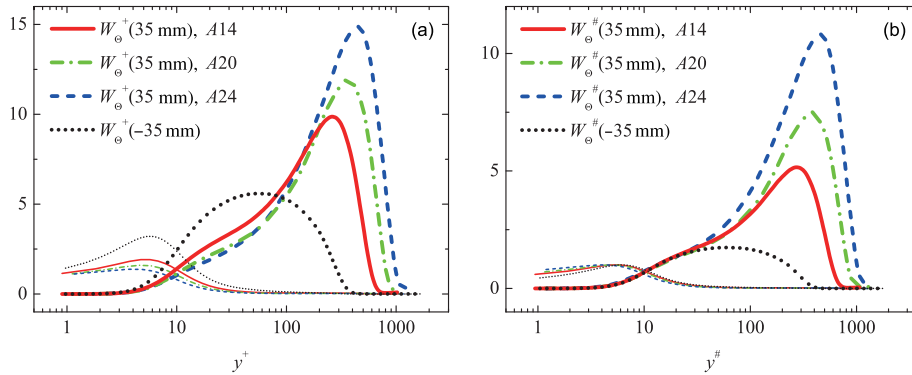 15
10
5
0
1
10
100
1000
y⁺
(a)
W_Θ⁺(35 mm), A14
W_Θ⁺(35 mm), A20
W_Θ⁺(35 mm), A24
W_Θ⁺(−35 mm)
10
5
0
1
10
100
1000
y^#
(b)
W_Θ^#(35 mm), A14
W_Θ^#(35 mm), A20
W_Θ^#(35 mm), A24
W_Θ^#(−35 mm)